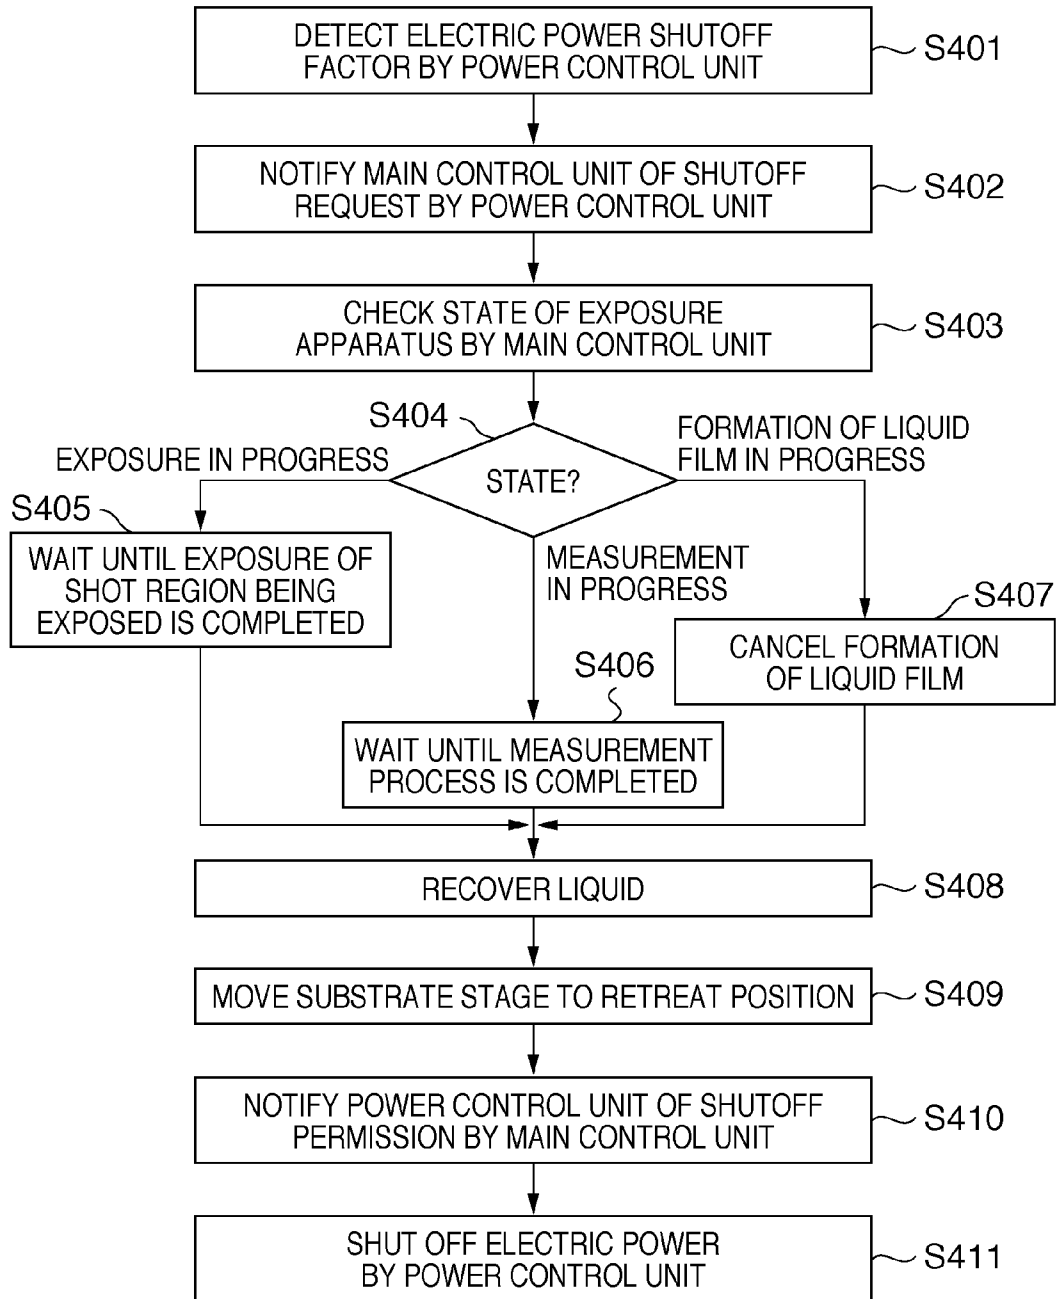 DETECT ELECTRIC POWER SHUTOFF
FACTOR BY POWER CONTROL UNIT
S401
NOTIFY MAIN CONTROL UNIT OF SHUTOFF
REQUEST BY POWER CONTROL UNIT
S402
CHECK STATE OF EXPOSURE
APPARATUS BY MAIN CONTROL UNIT
S403
S404
STATE?
EXPOSURE IN PROGRESS
FORMATION OF LIQUID
FILM IN PROGRESS
MEASUREMENT
IN PROGRESS
S405
WAIT UNTIL EXPOSURE OF
SHOT REGION BEING
EXPOSED IS COMPLETED
S406
WAIT UNTIL MEASUREMENT
PROCESS IS COMPLETED
S407
CANCEL FORMATION
OF LIQUID FILM
RECOVER LIQUID
S408
MOVE SUBSTRATE STAGE TO RETREAT POSITION
S409
NOTIFY POWER CONTROL UNIT OF SHUTOFF
PERMISSION BY MAIN CONTROL UNIT
S410
SHUT OFF ELECTRIC POWER
BY POWER CONTROL UNIT
S411